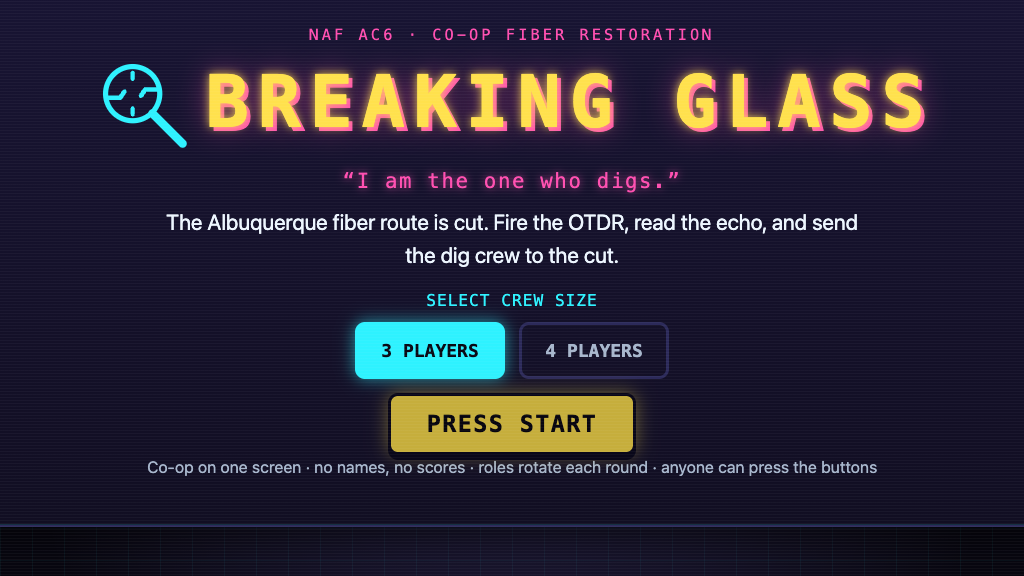 NAF AC6 · CO-OP FIBER RESTORATION
BREAKING GLASS
“I am the one who digs.”
The Albuquerque fiber route is cut. Fire the OTDR, read the echo, and send
the dig crew to the cut.
SELECT CREW SIZE
3 PLAYERS
4 PLAYERS
PRESS START
Co-op on one screen · no names, no scores · roles rotate each round · anyone can press the buttons